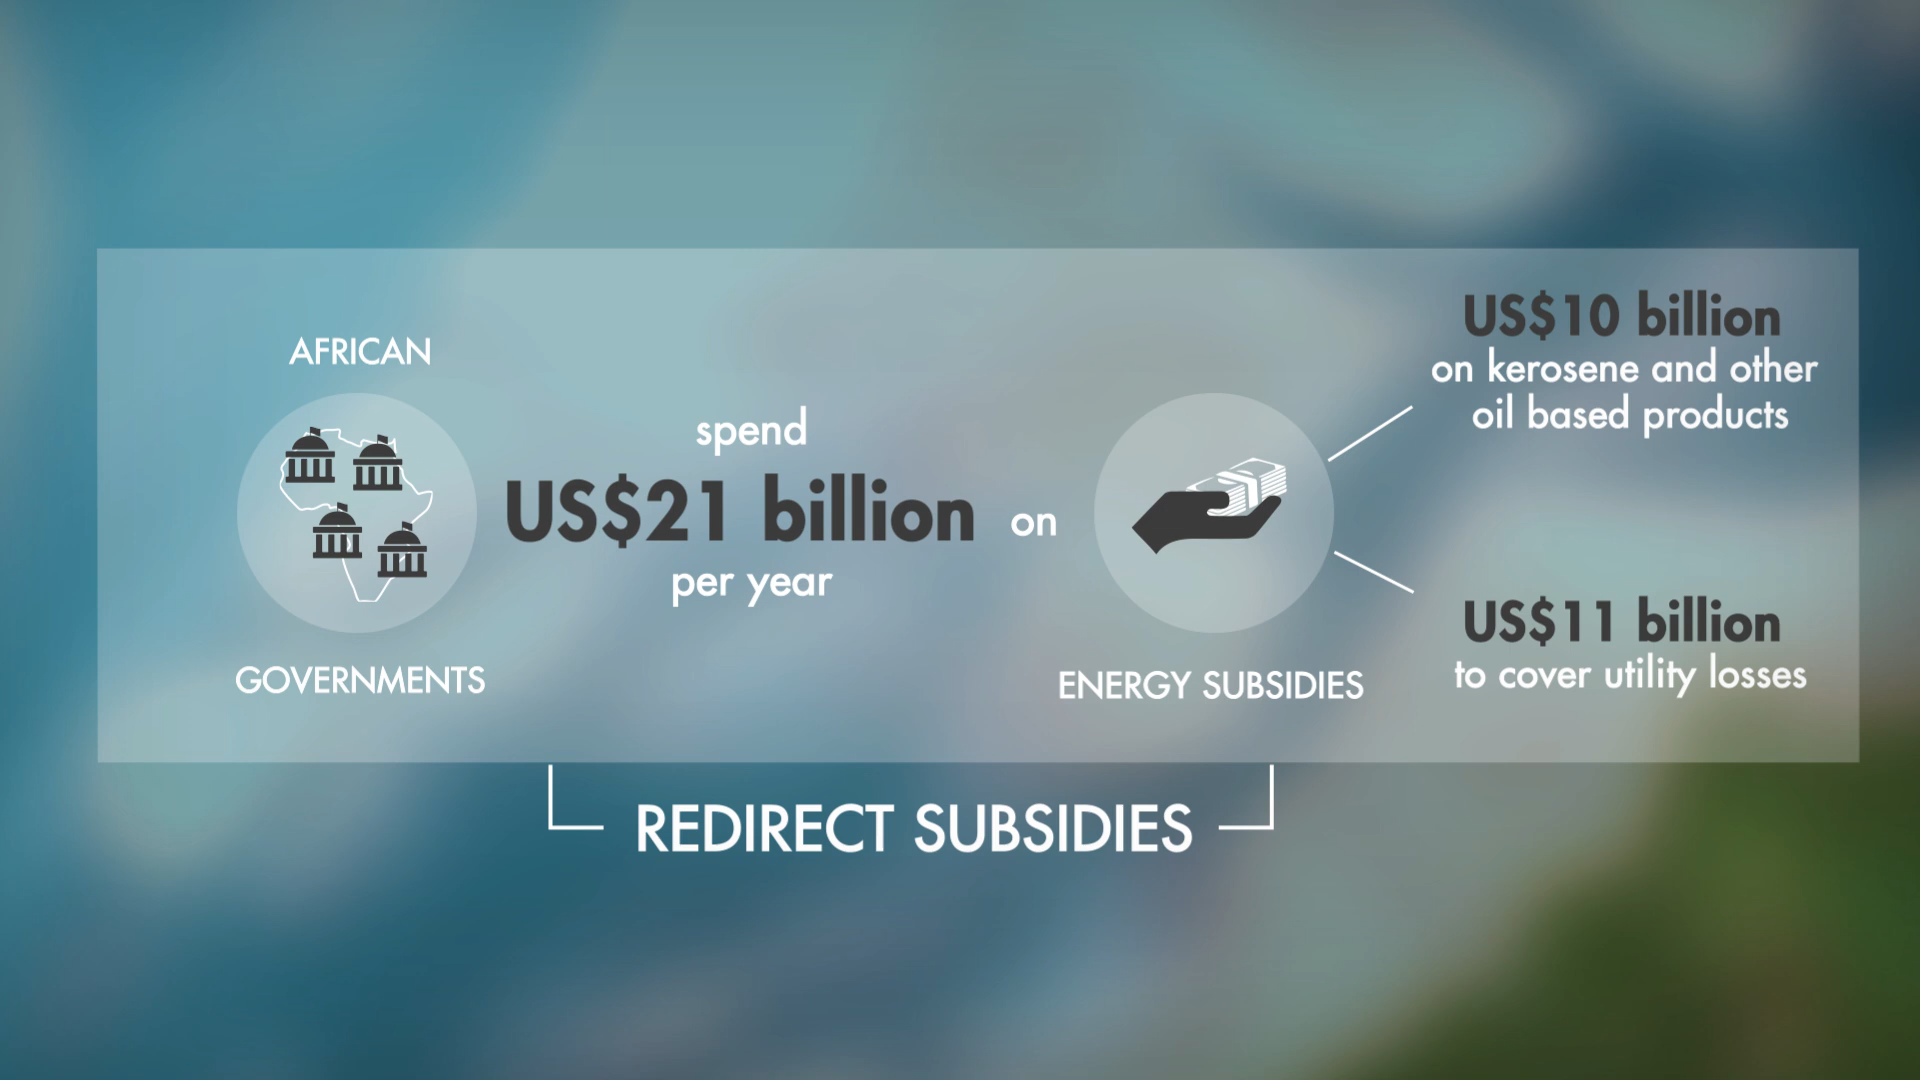 AFRICAN
GOVERNMENTS
spend
US$21 billion
per year
on
ENERGY SUBSIDIES
US$10 billion
on kerosene and other
oil based products
US$11 billion
to cover utility losses
REDIRECT SUBSIDIES